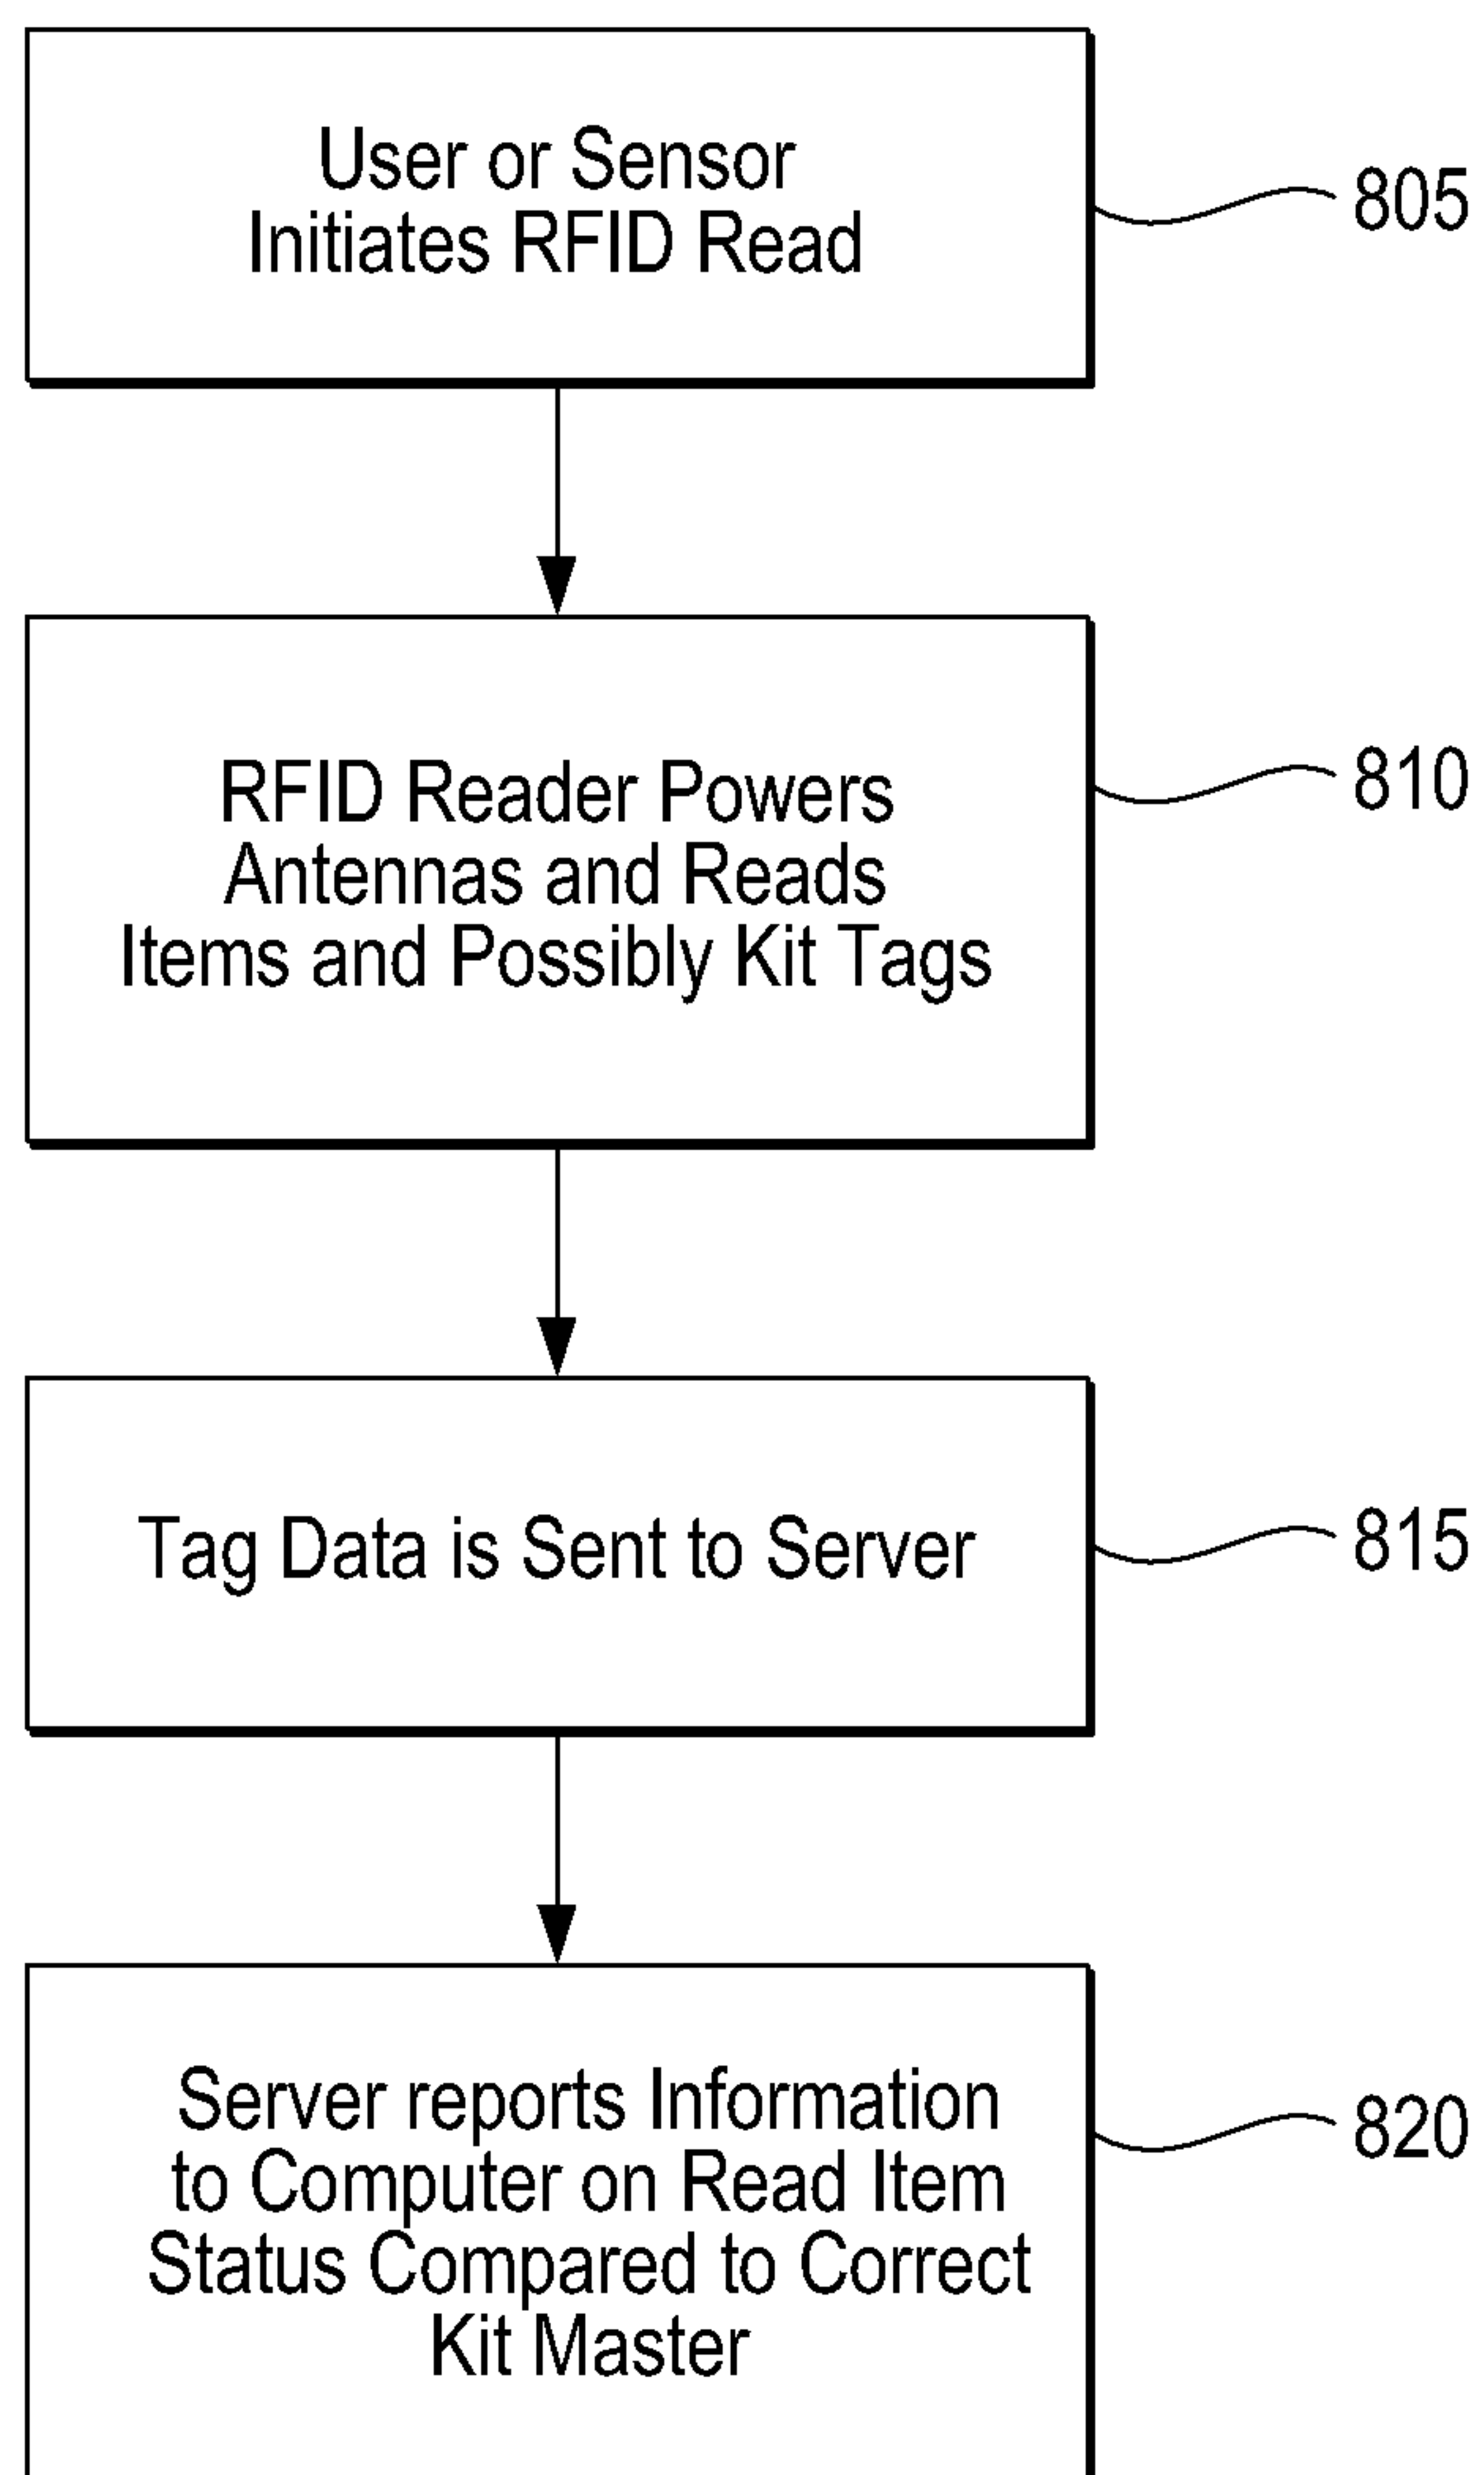 User or Sensor
Initiates RFID Read
805
RFID Reader Powers
Antennas and Reads
Items and Possibly Kit Tags
810
Tag Data is Sent to Server
815
Server reports Information
to Computer on Read Item
Status Compared to Correct
Kit Master
820